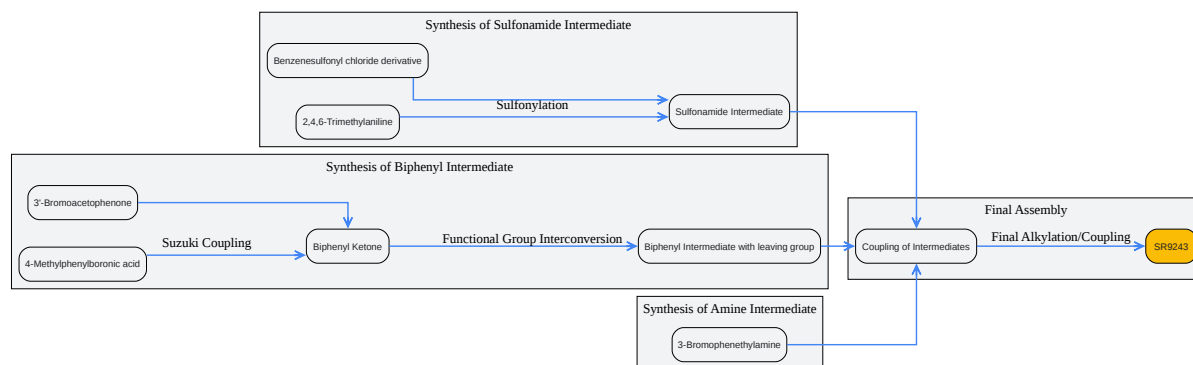 Synthesis of Sulfonamide Intermediate
Benzenesulfonyl chloride derivative
Sulfonylation
2,4,6-Trimethylaniline
Sulfonamide Intermediate
Synthesis of Biphenyl Intermediate
3'-Bromoacetophenone
Suzuki Coupling
4-Methylphenylboronic acid
Biphenyl Ketone
Functional Group Interconversion
Biphenyl Intermediate with leaving group
Final Assembly
Coupling of Intermediates
Final Alkylation/Coupling
SR9243
Synthesis of Amine Intermediate
3-Bromophenethylamine